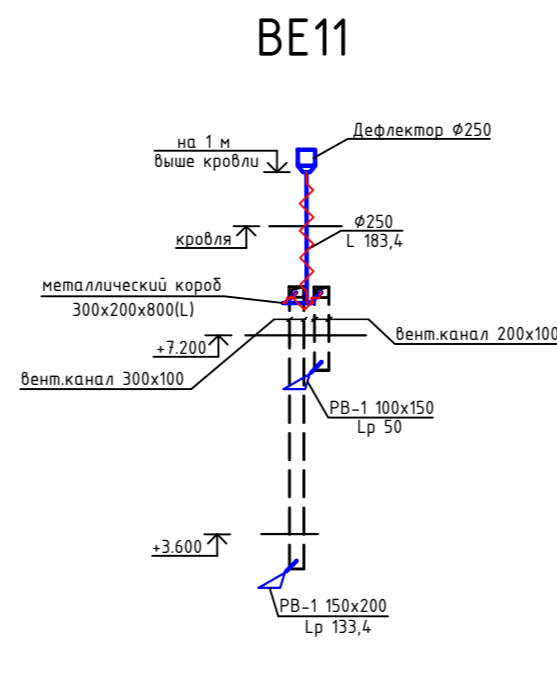 ВЕ11
Дефлектор Ф250
на 1 м
выше кровли
Ф250
L 183,4
кровля
металлический короб
300х200х800(L)
вент.канал 200х100
+7.200
вент.канал 300х100
РВ-1 100х150
Lр 50
+3.600
РВ-1 150х200
Lр 133,4